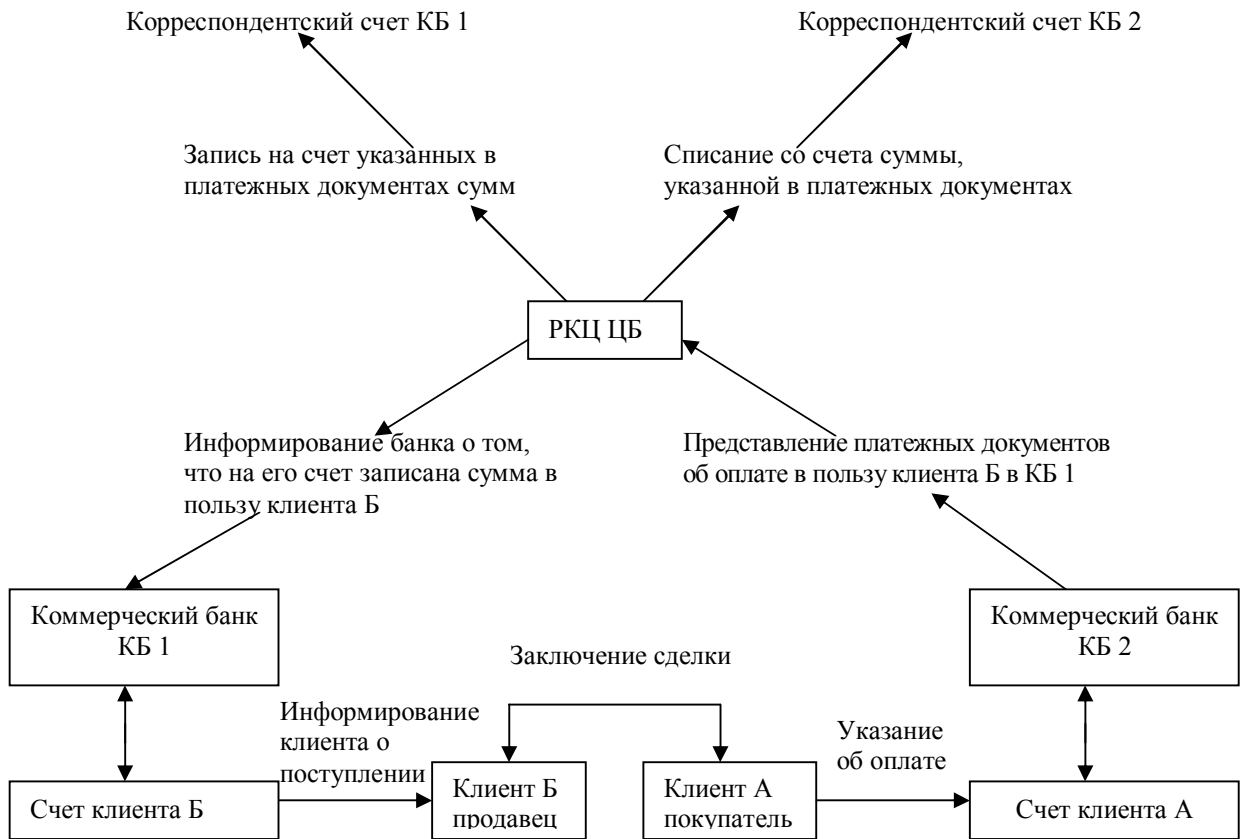 Корреспондентский счет КБ 1
Корреспондентский счет КБ 2
Запись на счет указанных в
платежных документах сумм
Списание со счета суммы,
указанной в платежных документах
РКЦ ЦБ
Информирование банка о том,
что на его счет записана сумма в
пользу клиента Б
Представление платежных документов
об оплате в пользу клиента Б в КБ 1
Коммерческий банк
КБ 1
Коммерческий банк
КБ 2
Заключение сделки
Информирование
клиента о
поступлении
Указание
об оплате
Счет клиента Б
Клиент Б
продавец
Клиент А
покупатель
Счет клиента А